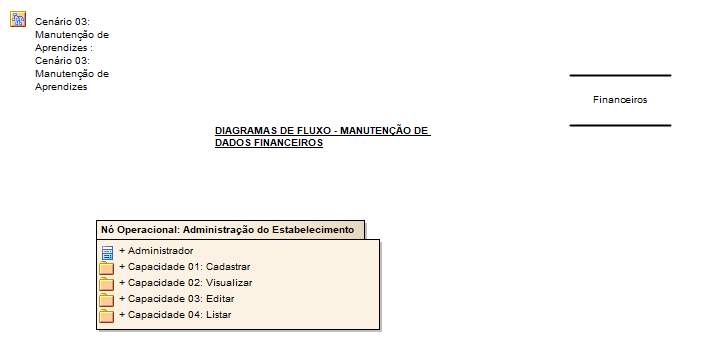 Cenário 03:
Manutenção de
Aprendizes :
Cenário 03:
Manutenção de
Aprendizes
Financeiros
DIAGRAMAS DE FLUXO - MANUTENÇÃO DE
DADOS FINANCEIROS
Nó Operacional: Administração do Estabelecimento
+ Administrador
+ Capacidade 01: Cadastrar
+ Capacidade 02: Visualizar
+ Capacidade 03: Editar
+ Capacidade 04: Listar